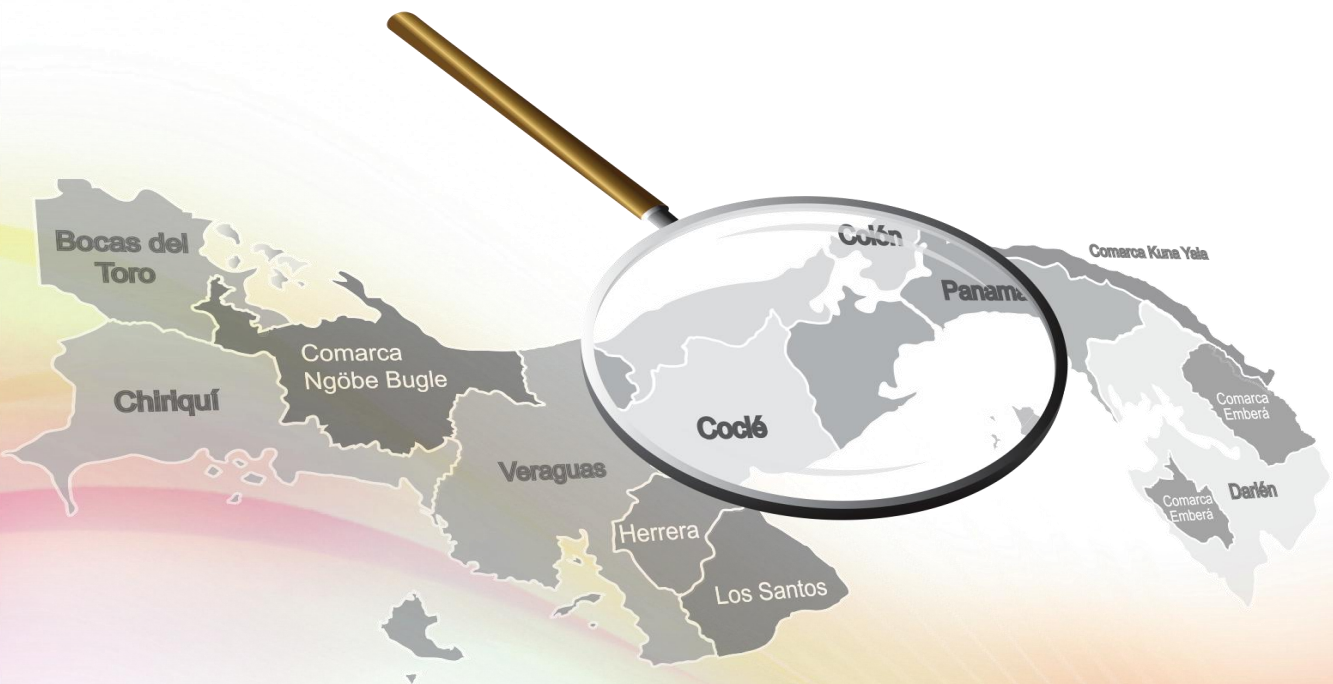 Bocas del
Toro
Chiriquí
Comarca
Ngöbe Bugle
Veraguas
Herrera
Los Santos
Coclé
Colón
Panamá
Comarca Kuna Yala
Comarca
Emberá
Comarca
Emberá
Darién